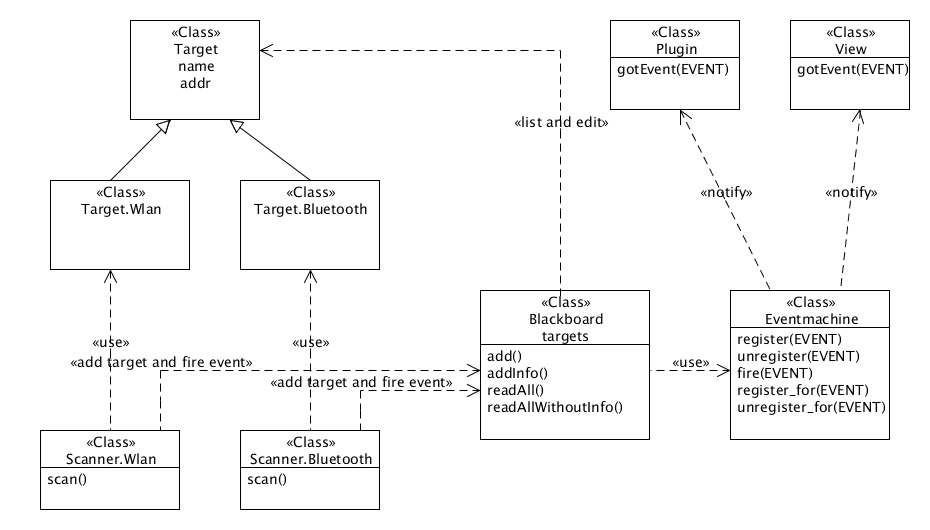 «Class»
Target
name
addr
«Class»
Plugin
gotEvent(EVENT)
«Class»
View
gotEvent(EVENT)
«list and edit»
«Class»
Target.Wlan
«Class»
Target.Bluetooth
«notify»
«notify»
«Class»
Blackboard
targets
add()
addInfo()
readAll()
readAllWithoutInfo()
«Class»
Eventmachine
register(EVENT)
unregister(EVENT)
fire(EVENT)
register_for(EVENT)
unregister_for(EVENT)
«use»
«use»
«use»
«add target and fire event»
«add target and fire event»
«Class»
Scanner.Wlan
scan()
«Class»
Scanner.Bluetooth
scan()